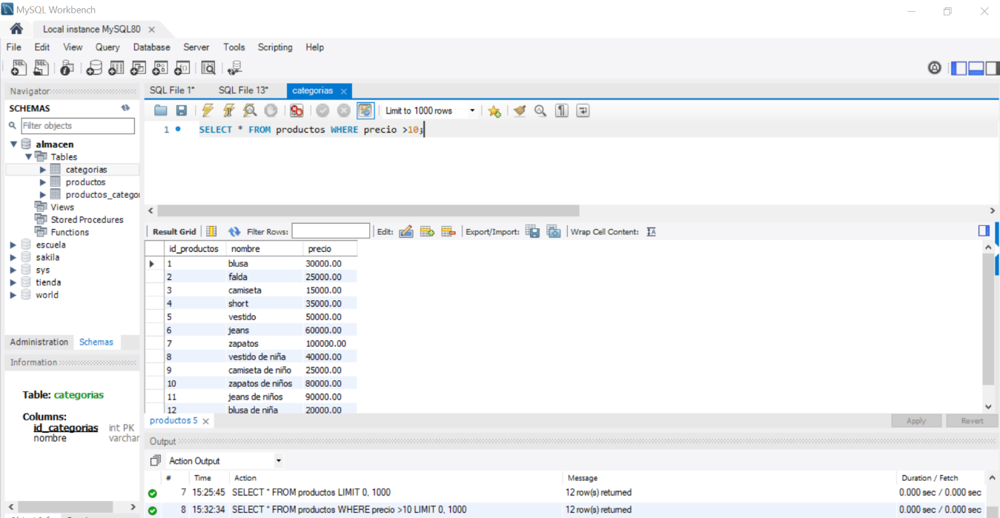 MySQL Workbench
Local instance MySQL80
File Edit View Query Database Server Tools Scripting Help
Navigator
SCHEMAS
Filter objects
almacen
Tables
categorias
productos
productos_categor
Views
Stored Procedures
Functions
escuela
sakila
sys
tienda
world
Administration Schemas
Information
Table: categorias
Columns:
id_categorias int PK
nombre varchar
SQL File 1* SQL File 13* categorias
Limit to 1000 rows
1 SELECT * FROM productos WHERE precio >10;
Result Grid Filter Rows: Edit: Export/Import: Wrap Cell Content:
id_productos nombre precio
1 blusa 30000.00
2 falda 25000.00
3 camiseta 15000.00
4 short 35000.00
5 vestido 50000.00
6 jeans 60000.00
7 zapatos 100000.00
8 vestido de niña 40000.00
9 camiseta de niño 25000.00
10 zapatos de niños 80000.00
11 jeans de niños 90000.00
12 blusa de niña 20000.00
productos 5
Apply Revert
Output
Action Output
# Time Action Message Duration / Fetch
7 15:25:45 SELECT * FROM productos LIMIT 0, 1000 12 row(s) returned 0.000 sec / 0.000 sec
8 15:32:34 SELECT * FROM productos WHERE precio >10 LIMIT 0, 1000 12 row(s) returned 0.000 sec / 0.000 sec